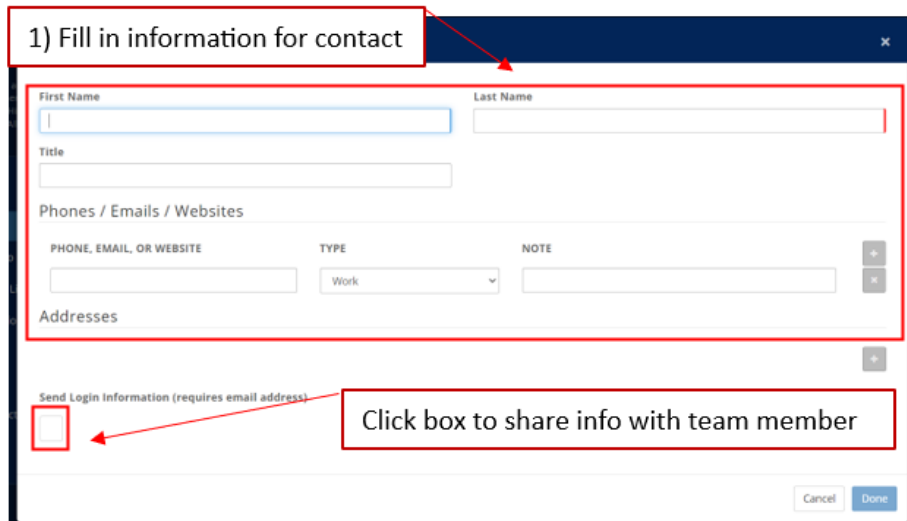 1) Fill in information for contact
×
First Name
Last Name
Title
Phones / Emails / Websites
PHONE, EMAIL, OR WEBSITE TYPE NOTE
+
Work
×
Addresses
+
Send Login Information (requires email address)
Click box to share info with team member
Cancel Done